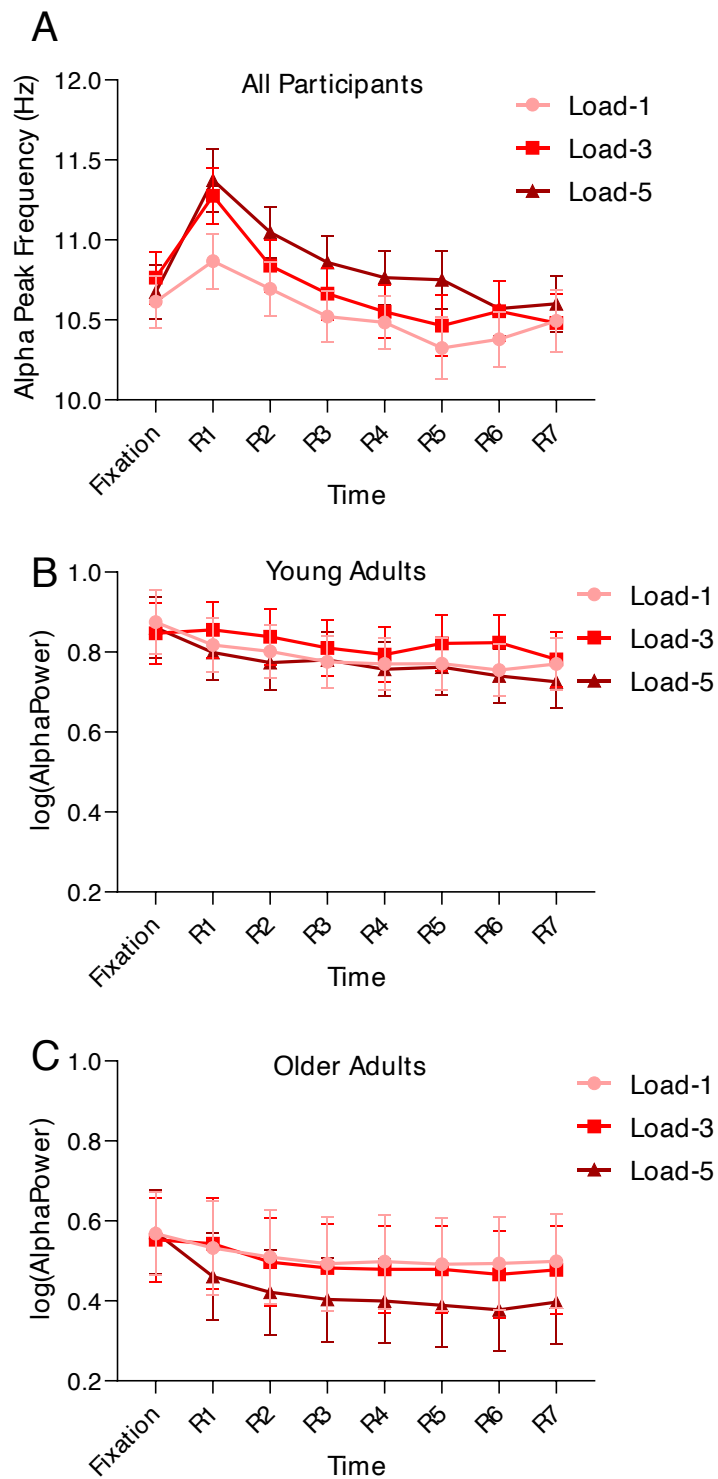 A
All Participants
Alpha Peak Frequency (Hz)
12.0
11.5
11.0
10.5
10.0
Load-1
Load-3
Load-5
Fixation
R1
R2
R3
R4
R5
R6
R7
Time
B
Young Adults
log(AlphaPower)
1.0
0.8
0.6
0.4
0.2
Load-1
Load-3
Load-5
Fixation
R1
R2
R3
R4
R5
R6
R7
Time
C
Older Adults
log(AlphaPower)
1.0
0.8
0.6
0.4
0.2
Load-1
Load-3
Load-5
Fixation
R1
R2
R3
R4
R5
R6
R7
Time